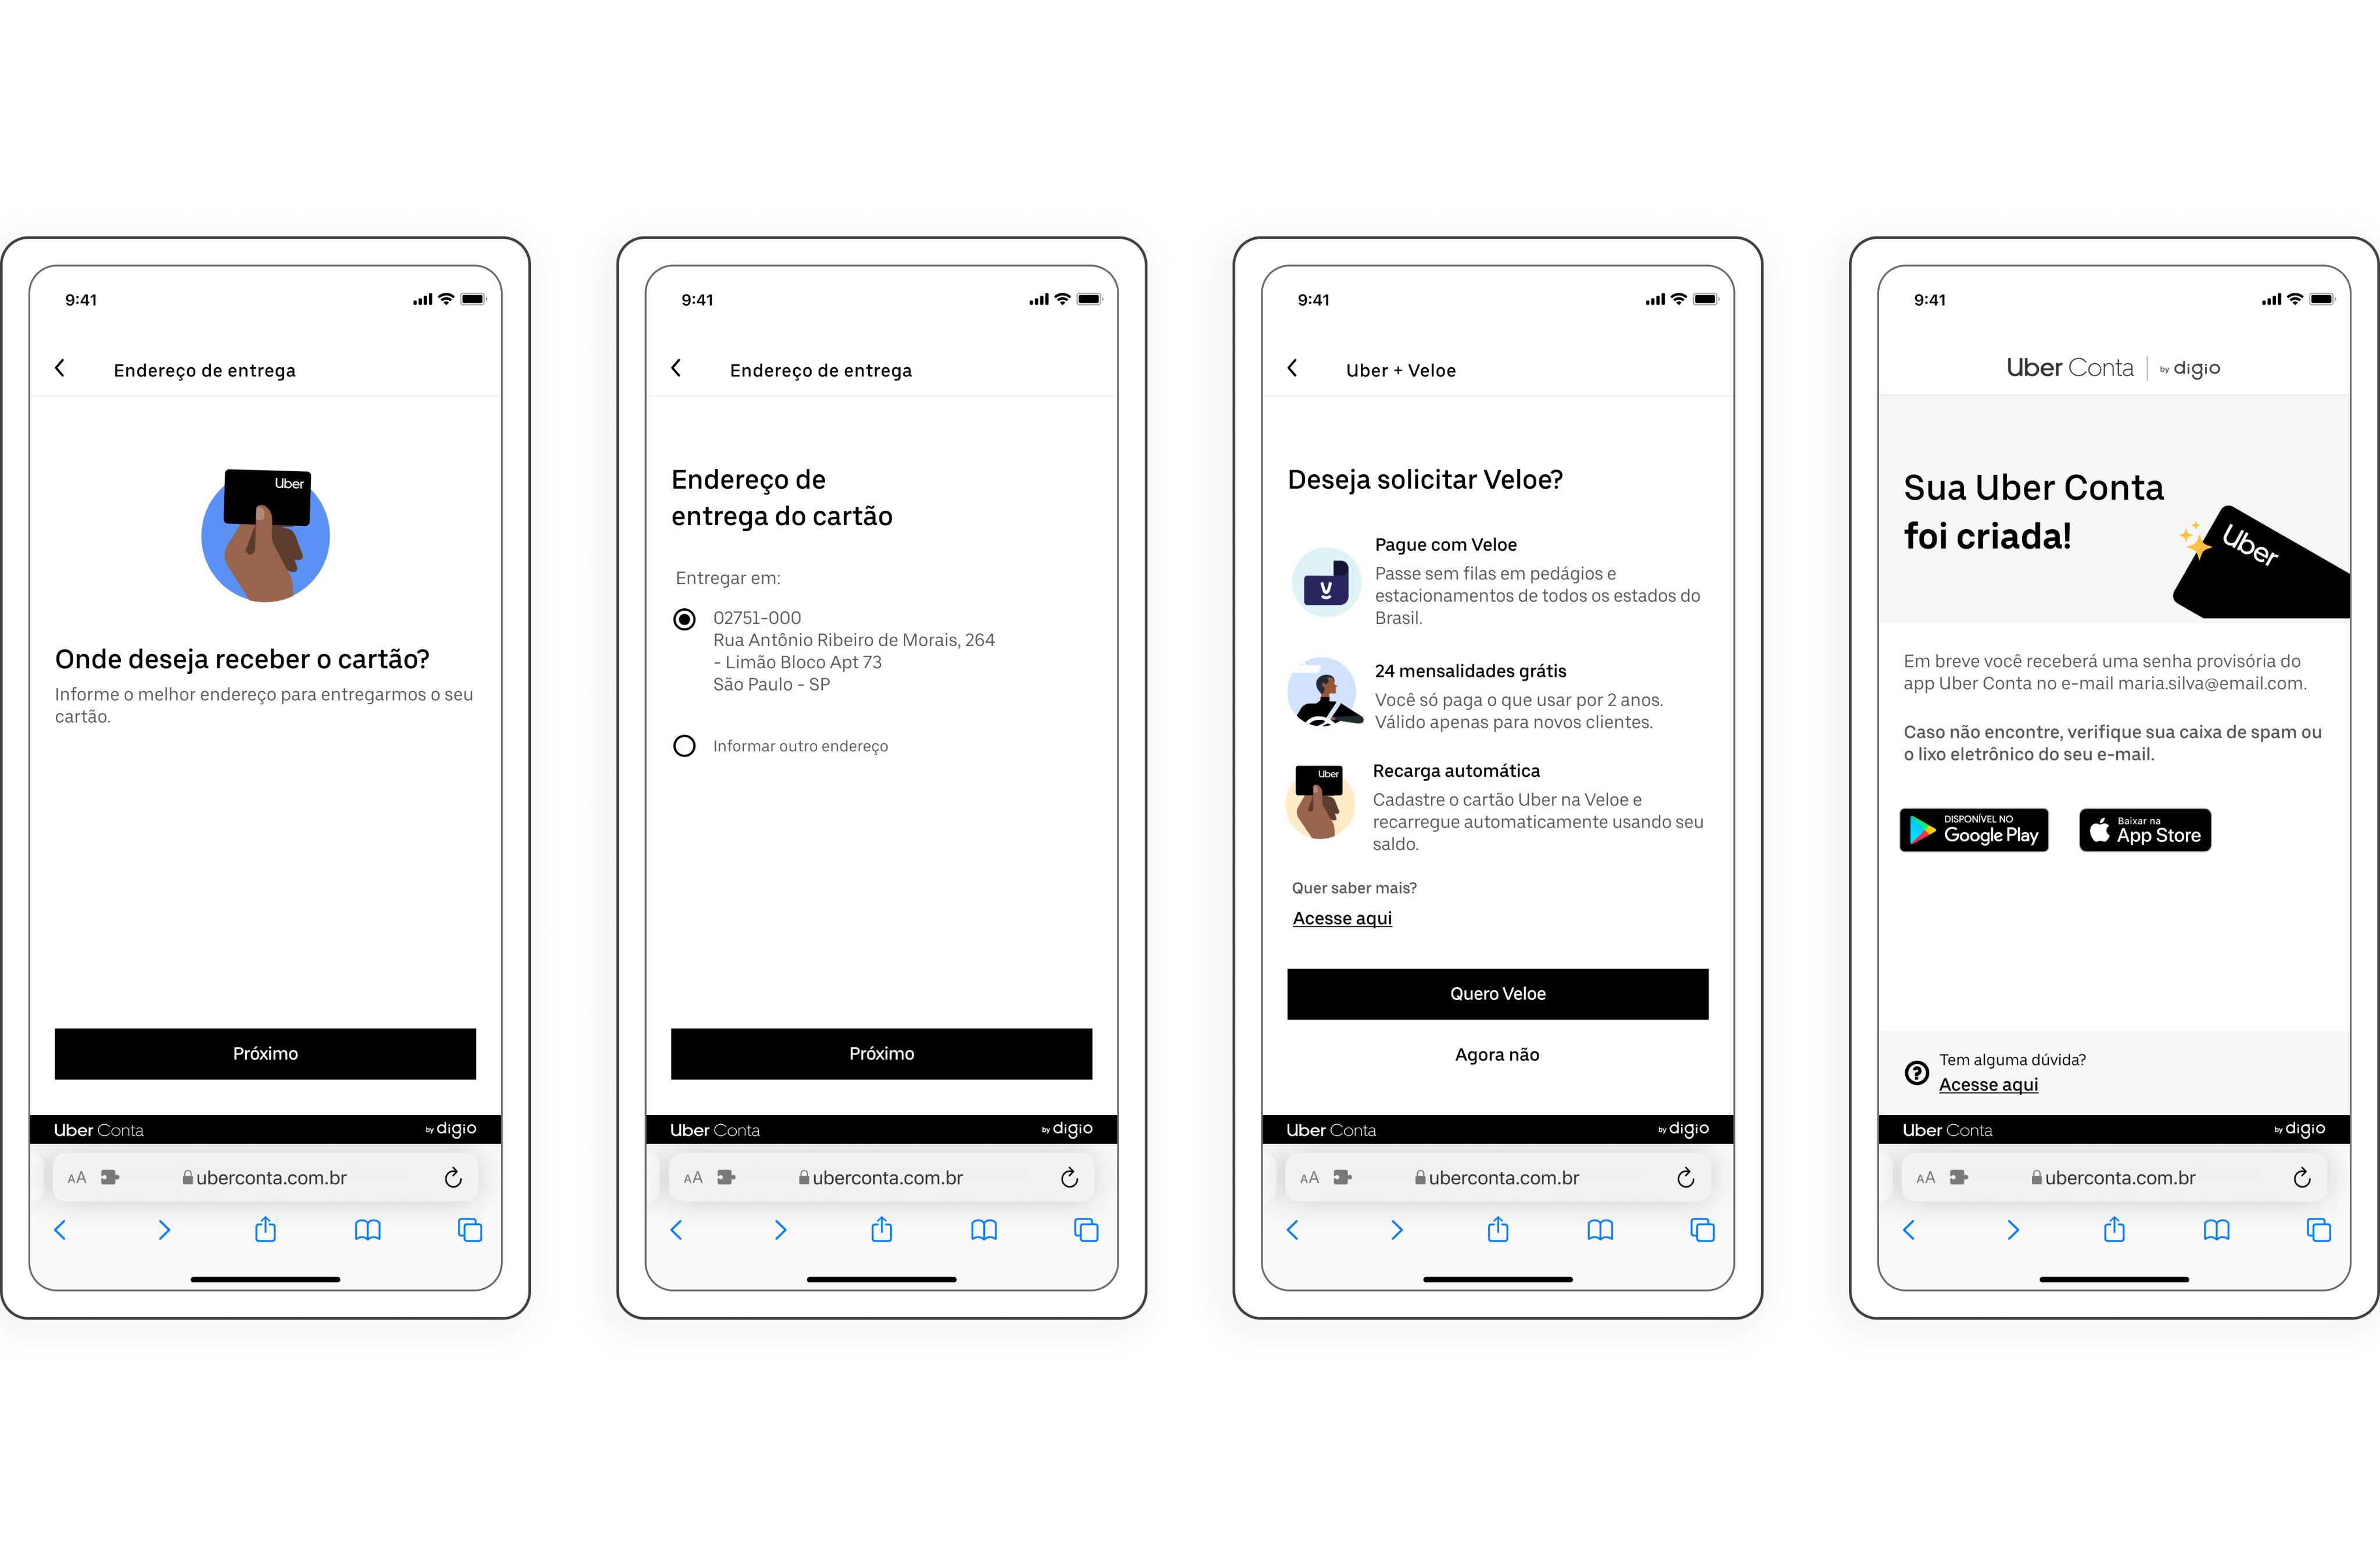 9:41
Endereço de entrega
Uber
Onde deseja receber o cartão?
Informe o melhor endereço para entregarmos o seu
cartão.
Próximo
Uber Conta by digio
AA uberconta.com.br
9:41
Endereço de entrega
Endereço de
entrega do cartão
Entregar em:
02751-000
Rua Antônio Ribeiro de Morais, 264
- Limão Bloco Apt 73
São Paulo - SP
Informar outro endereço
Próximo
Uber Conta by digio
AA uberconta.com.br
9:41
Uber + Veloe
Deseja solicitar Veloe?
Pague com Veloe
Passe sem filas em pedágios e
estacionamentos de todos os estados do
Brasil.
24 mensalidades grátis
Você só paga o que usar por 2 anos.
Válido apenas para novos clientes.
Uber
Recarga automática
Cadastre o cartão Uber na Veloe e
recarregue automaticamente usando seu
saldo.
Quer saber mais?
Acesse aqui
Quero Veloe
Agora não
Uber Conta by digio
AA uberconta.com.br
9:41
Uber Conta by digio
Sua Uber Conta
foi criada!
Uber
Em breve você receberá uma senha provisória do
app Uber Conta no e-mail maria.silva@email.com.
Caso não encontre, verifique sua caixa de spam ou
o lixo eletrônico do seu e-mail.
DISPONÍVEL NO
Google Play
Baixar na
App Store
Tem alguma dúvida?
Acesse aqui
Uber Conta by digio
AA uberconta.com.br